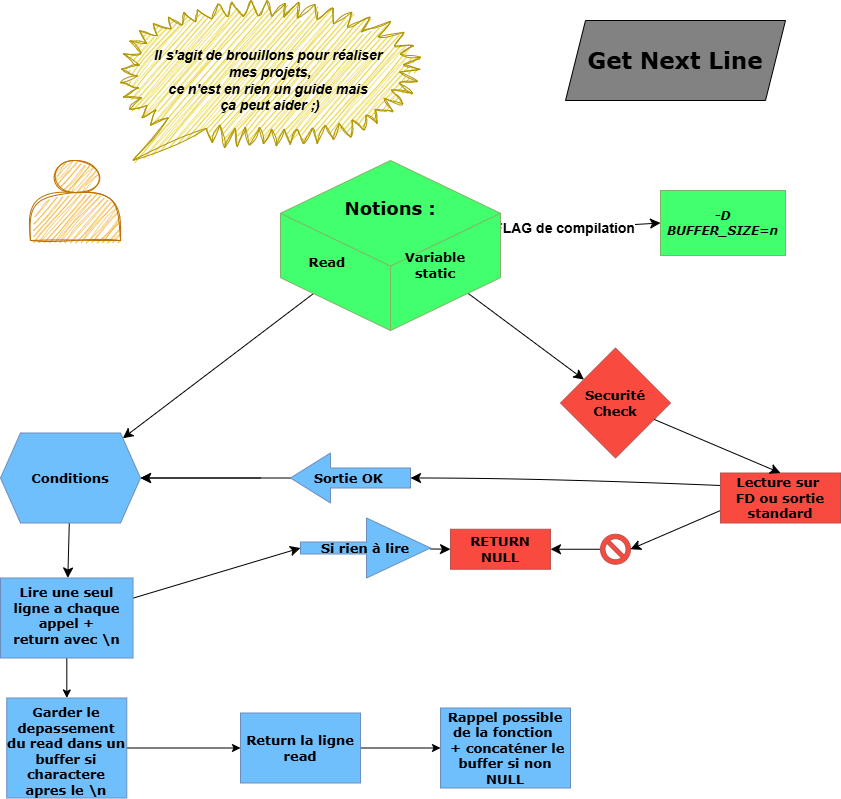 Il s'agit de brouillons pour réaliser
mes projets,
ce n'est en rien un guide mais
ça peut aider ;)
Get Next Line
Notions :
Read
Variable
static
FLAG de compilation
-D
BUFFER_SIZE=n
Securité
Check
Conditions
Sortie OK
Lecture sur
FD ou sortie
standard
Si rien à lire
RETURN
NULL
Lire une seul
ligne a chaque
appel +
return avec \n
Garder le
depassement
du read dans un
buffer si
charactere
apres le \n
Return la ligne
read
Rappel possible
de la fonction
+ concaténer le
buffer si non
NULL